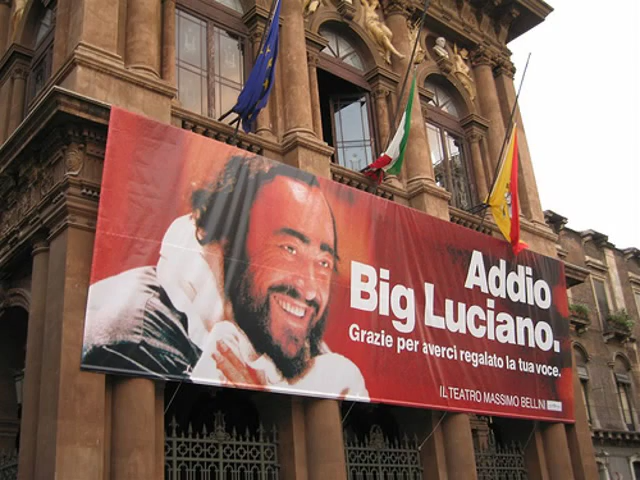 Addio
Big Luciano.
Grazie per averci regalato la tua voce.
IL TEATRO MASSIMO BELLINI